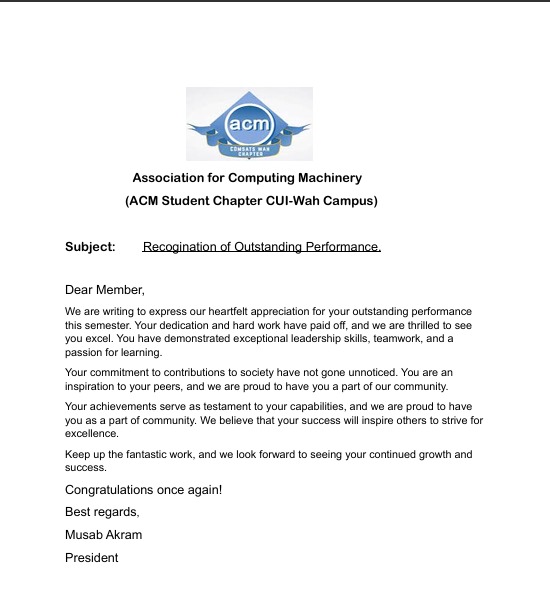 acm
COMSATS WAH
CHAPTER
Association for Computing Machinery
(ACM Student Chapter CUI-Wah Campus)
Subject: Recogination of Outstanding Performance.
Dear Member,
We are writing to express our heartfelt appreciation for your outstanding performance
this semester. Your dedication and hard work have paid off, and we are thrilled to see
you excel. You have demonstrated exceptional leadership skills, teamwork, and a
passion for learning.
Your commitment to contributions to society have not gone unnoticed. You are an
inspiration to your peers, and we are proud to have you a part of our community.
Your achievements serve as testament to your capabilities, and we are proud to have
you as a part of community. We believe that your success will inspire others to strive for
excellence.
Keep up the fantastic work, and we look forward to seeing your continued growth and
success.
Congratulations once again!
Best regards,
Musab Akram
President